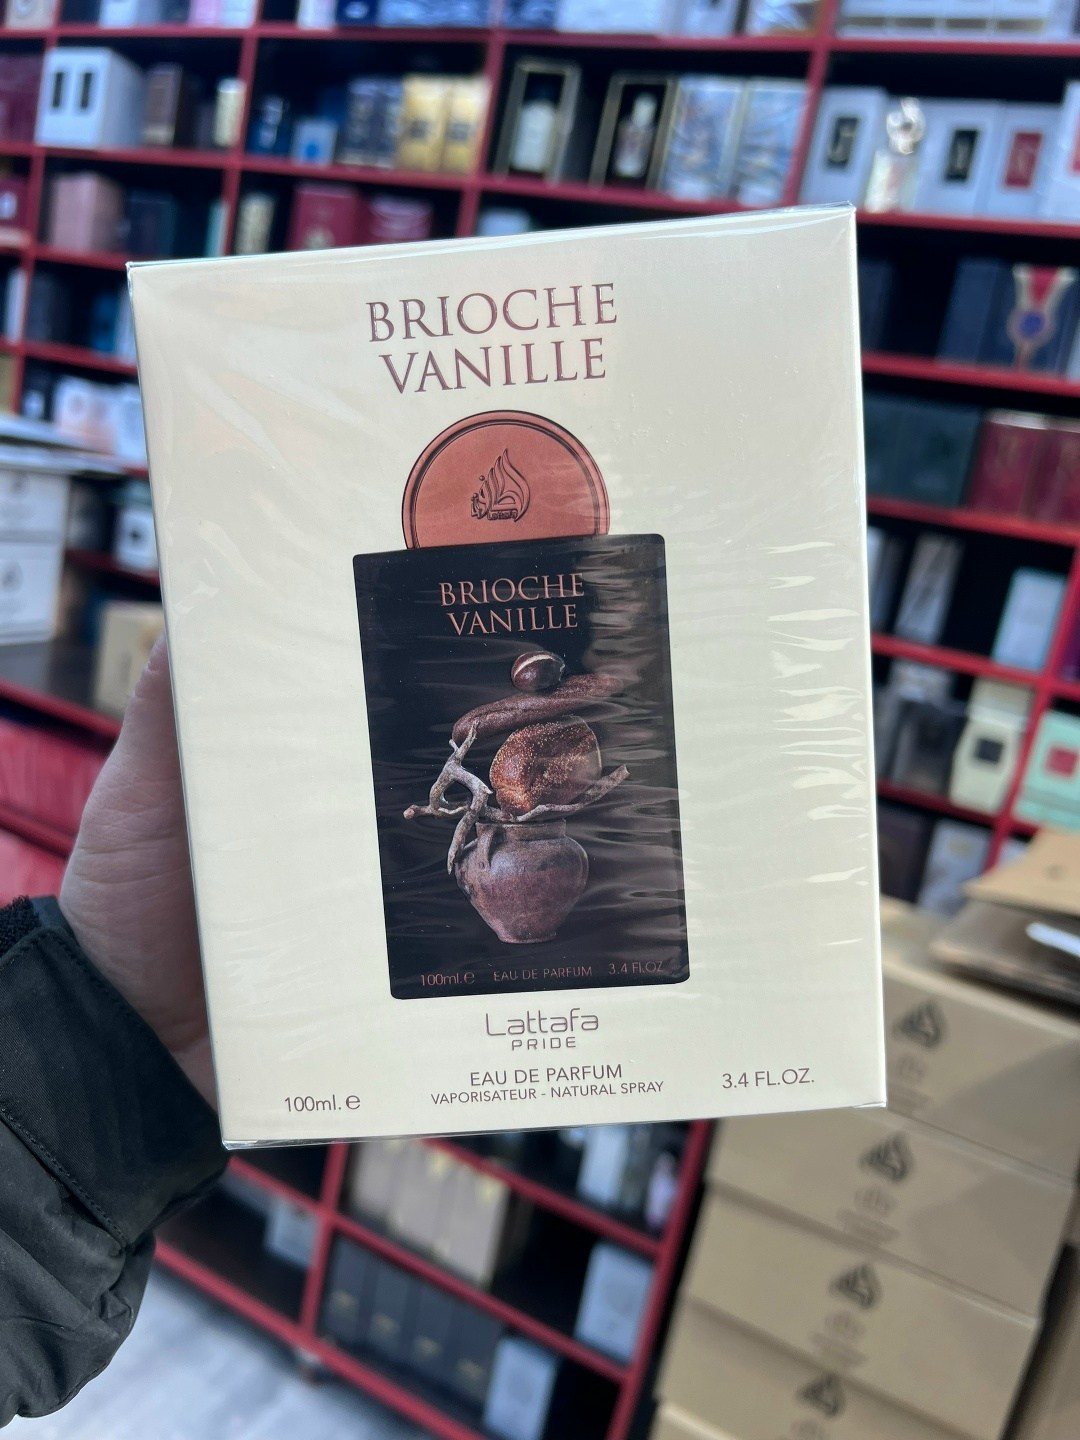 BRIOCHE
VANILLE
Lattafa
BRIOCHE
VANILLE
100ml.℮ EAU DE PARFUM 3.4 FL.OZ
Lattafa
PRIDE
EAU DE PARFUM
VAPORISATEUR - NATURAL SPRAY
100ml.℮
3.4 FL.OZ.